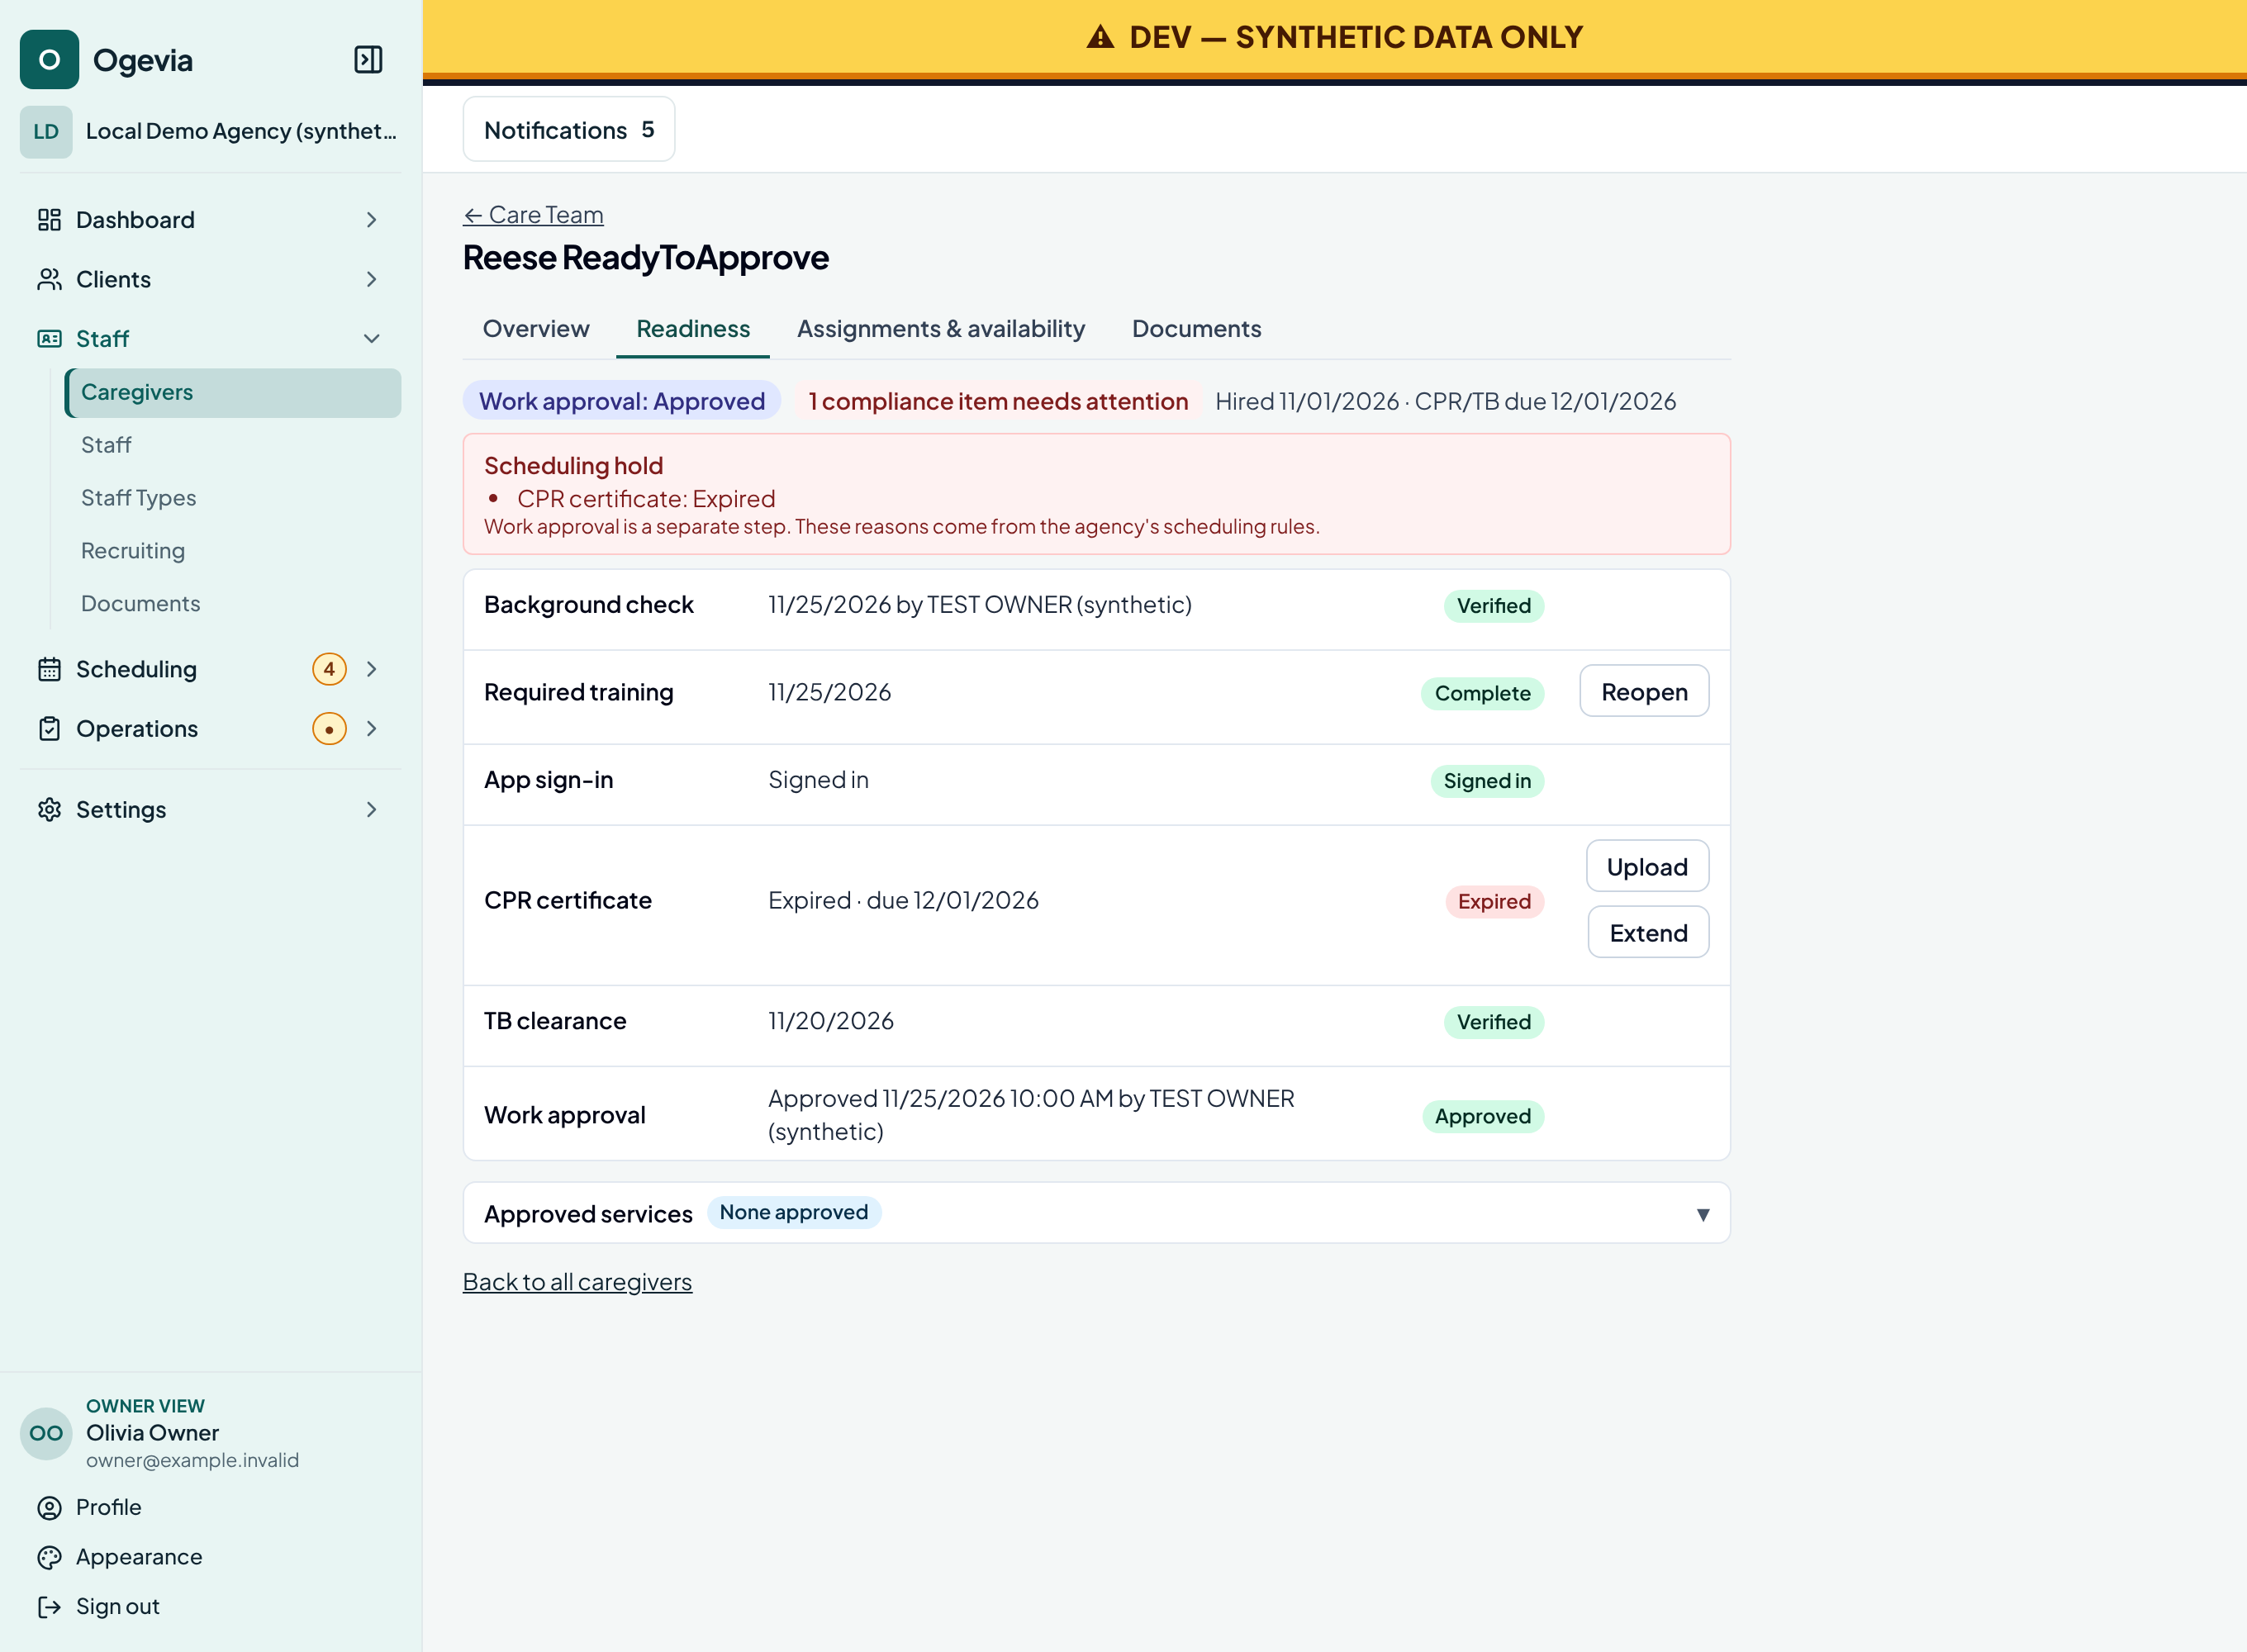 O Ogevia
LD Local Demo Agency (synthet...
Dashboard
Clients
Staff
Caregivers
Staff
Staff Types
Recruiting
Documents
Scheduling 4
Operations
Settings
OO
OWNER VIEW
Olivia Owner
owner@example.invalid
Profile
Appearance
Sign out
DEV — SYNTHETIC DATA ONLY
Notifications 5
← Care Team
Reese ReadyToApprove
Overview Readiness Assignments & availability Documents
Work approval: Approved 1 compliance item needs attention Hired 11/01/2026 · CPR/TB due 12/01/2026
Scheduling hold
• CPR certificate: Expired
Work approval is a separate step. These reasons come from the agency's scheduling rules.
Background check 11/25/2026 by TEST OWNER (synthetic) Verified
Required training 11/25/2026 Complete Reopen
App sign-in Signed in Signed in
CPR certificate Expired · due 12/01/2026 Expired Upload
Extend
TB clearance 11/20/2026 Verified
Work approval Approved 11/25/2026 10:00 AM by TEST OWNER
(synthetic) Approved
Approved services None approved ▼
Back to all caregivers